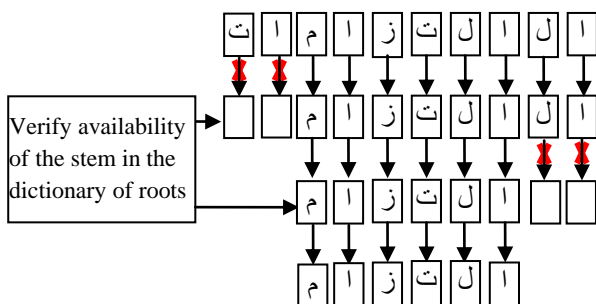 ا ل ا ل ت ز ا م ا ت
ا ل ا ل ت ز ا م
Verify availability
of the stem in the
dictionary of roots
ا ل ت ز ا م
ا ل ت ز ا م